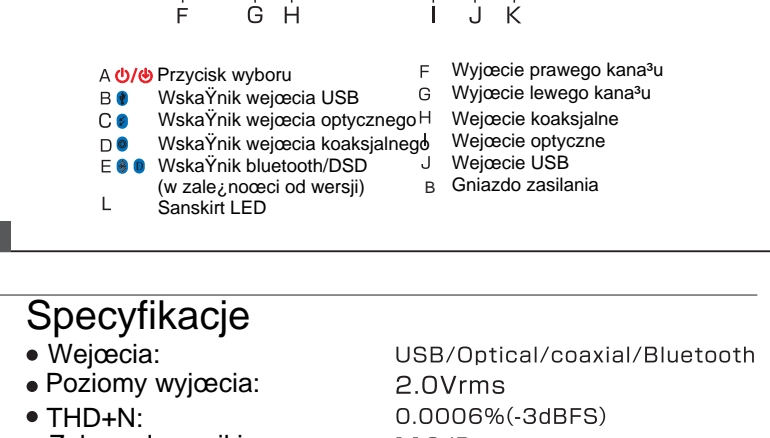 F G H I J K
A ⏻/⏻ Przycisk wyboru
B WskaŸnik wejœcia USB
C WskaŸnik wejœcia optycznego
D WskaŸnik wejœcia koaksjalnego
E D WskaŸnik bluetooth/DSD
(w zale¿noœci od wersji)
L Sanskirt LED
F Wyjœcie prawego kana³u
G Wyjœcie lewego kana³u
H Wejœcie koaksjalne
I Wejœcie optyczne
J Wejœcie USB
B Gniazdo zasilania
Specyfikacje
● Wejœcia: USB/Optical/coaxial/Bluetooth
● Poziomy wyjœcia: 2.0Vrms
● THD+N: 0.0006%(-3dBFS)